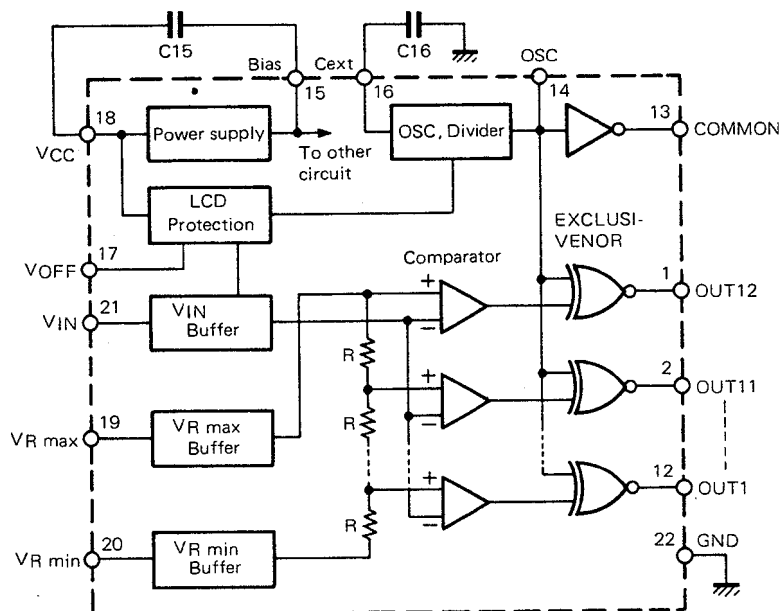 C15
C16
Bias
Cext
OSC
15
16
14
13
18
Power supply
OSC, Divider
COMMON
VCC
To other
circuit
LCD
Protection
EXCLUSI-
VENOR
17
VOFF
Comparator
21
VIN
VIN
Buffer
+
−
1
OUT12
R
+
−
2
OUT11
19
VR max
VR max
Buffer
R
+
−
12
OUT1
R
20
VR min
VR min
Buffer
22
GND